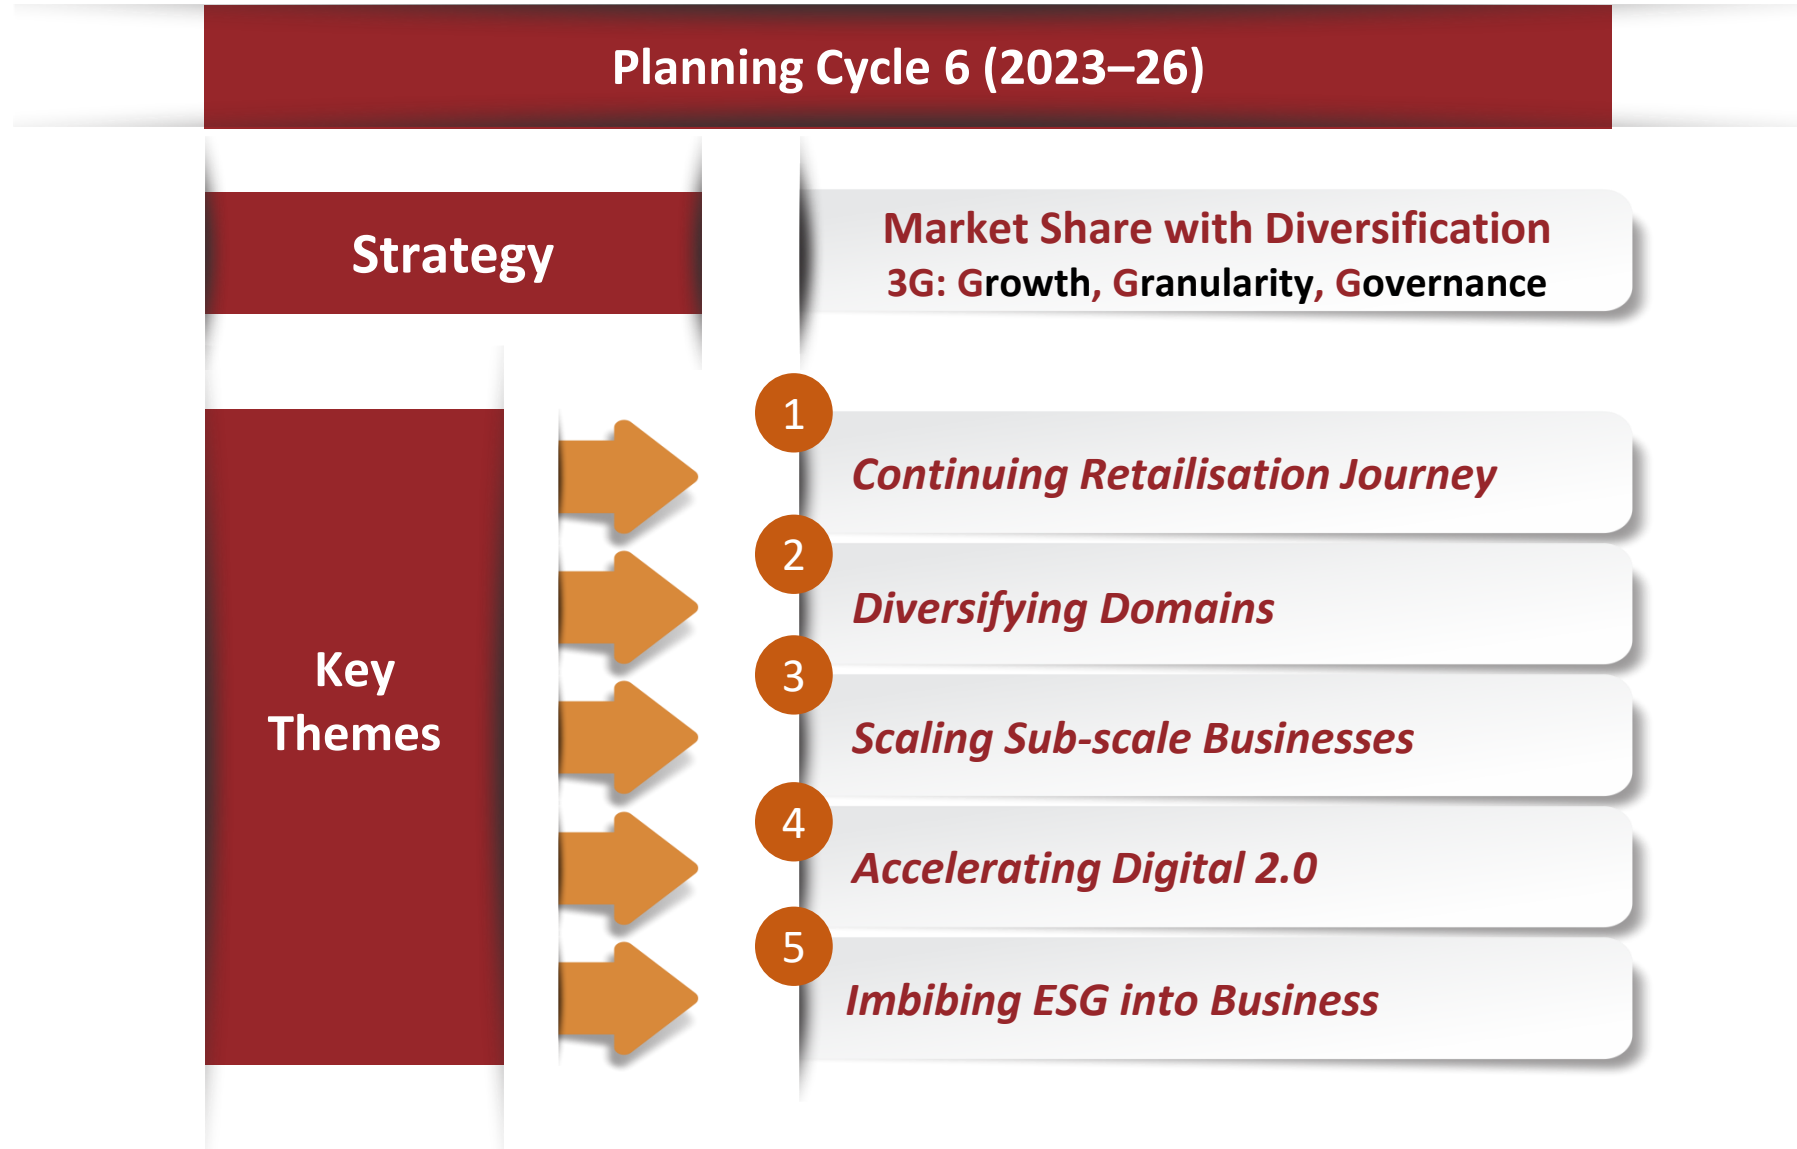 Planning Cycle 6 (2023–26)
Strategy
Market Share with Diversification
3G: Growth, Granularity, Governance
Key
Themes
1
Continuing Retailisation Journey
2
Diversifying Domains
3
Scaling Sub-scale Businesses
4
Accelerating Digital 2.0
5
Imbibing ESG into Business